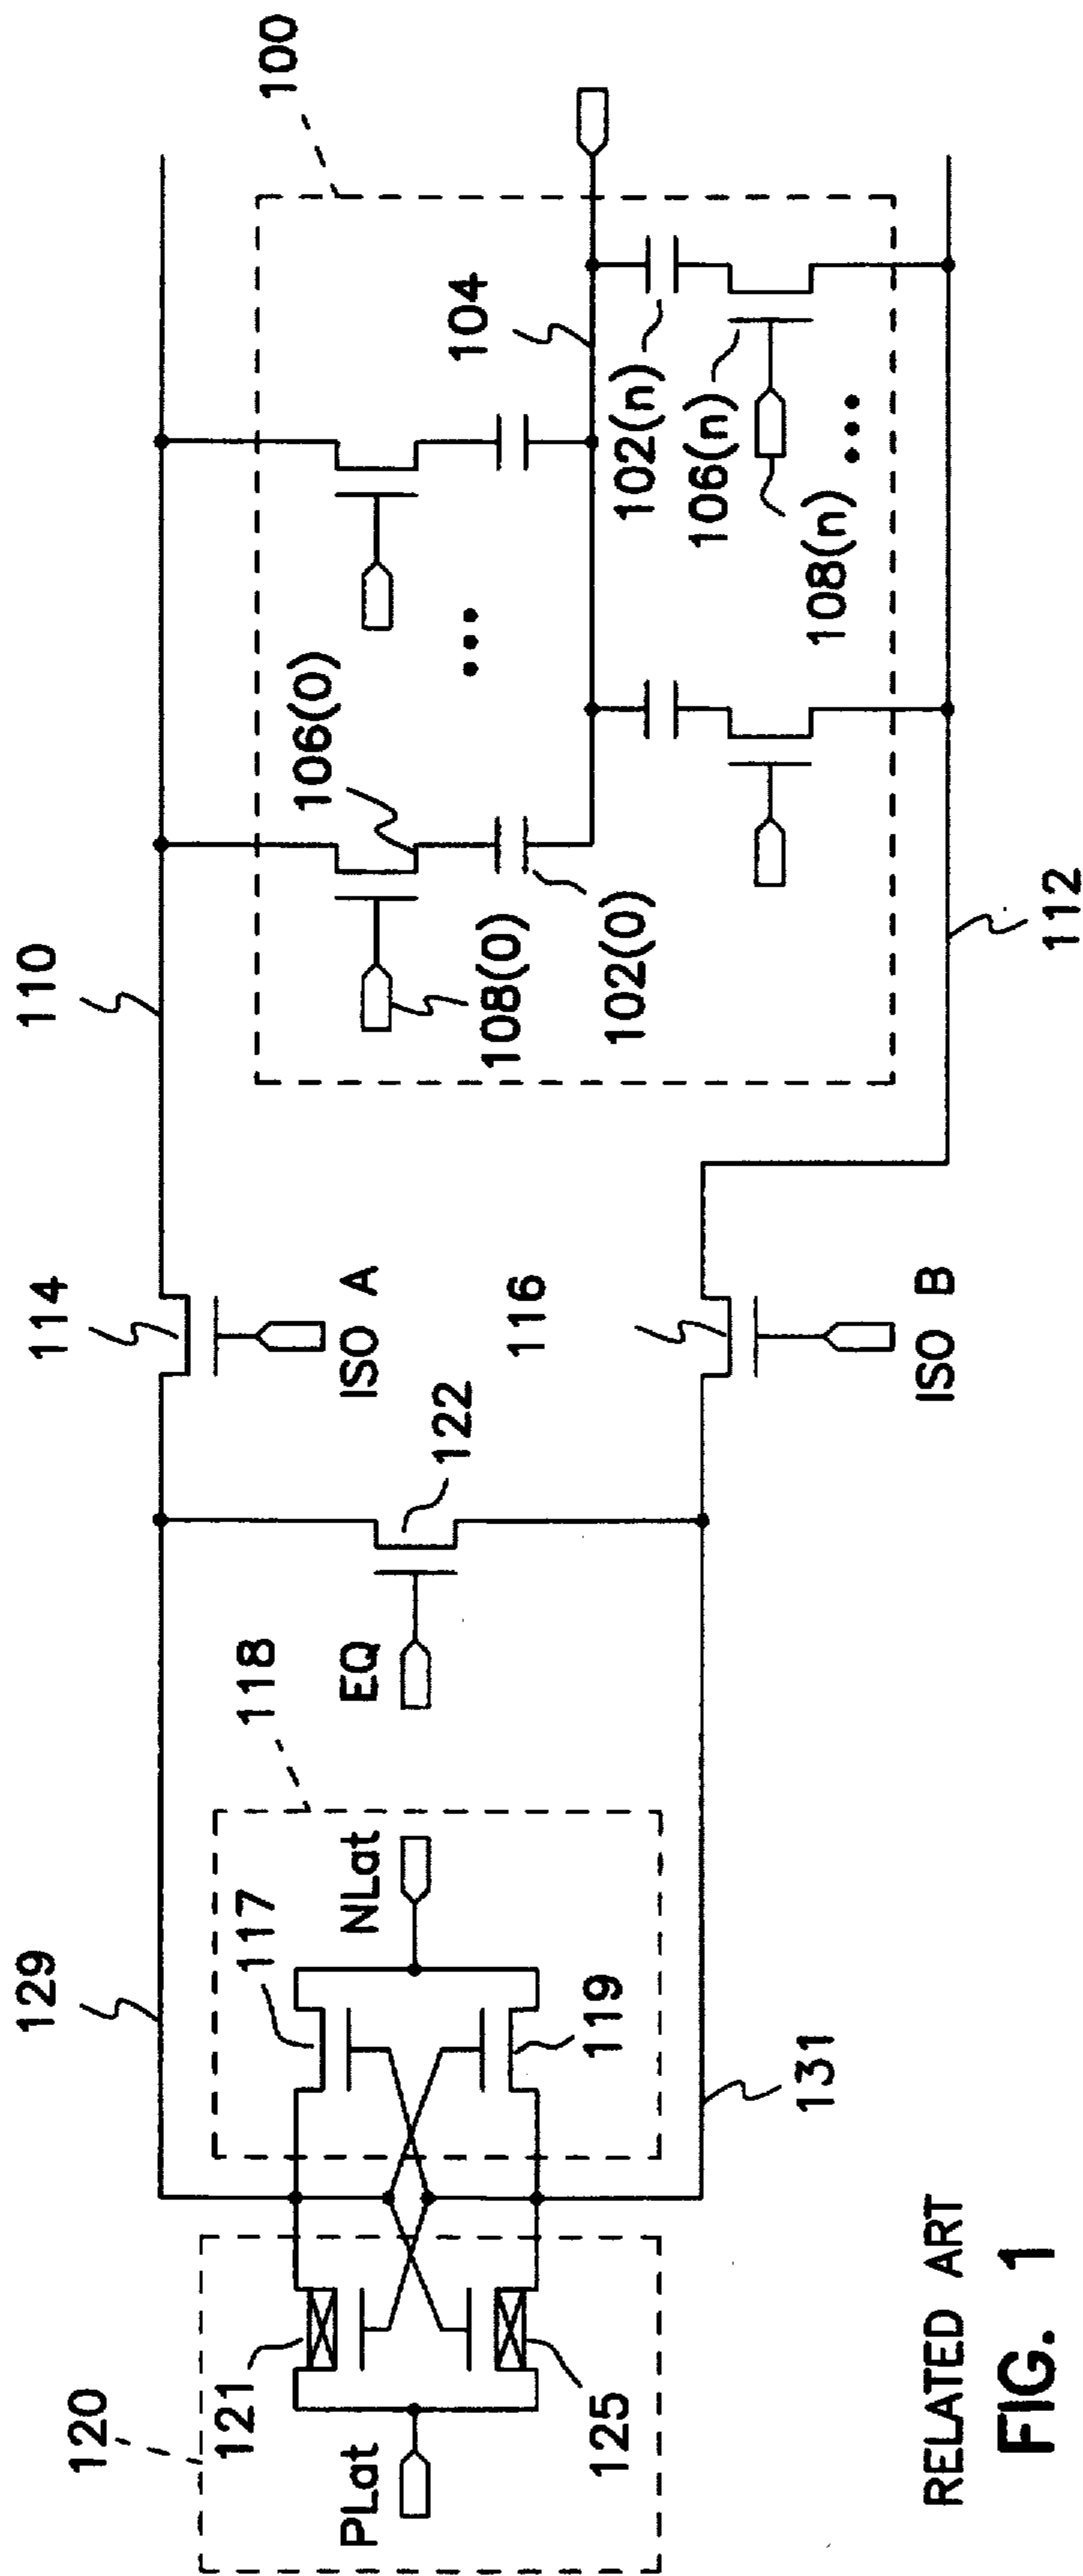 100
110
104
106(0)
108(0)
102(0)
102(n)
106(n)
108(n)
112
114
ISO A
116
ISO B
122
EQ
118
129
117
NLat
119
131
120
121
PLat
125
RELATED ART
FIG. 1